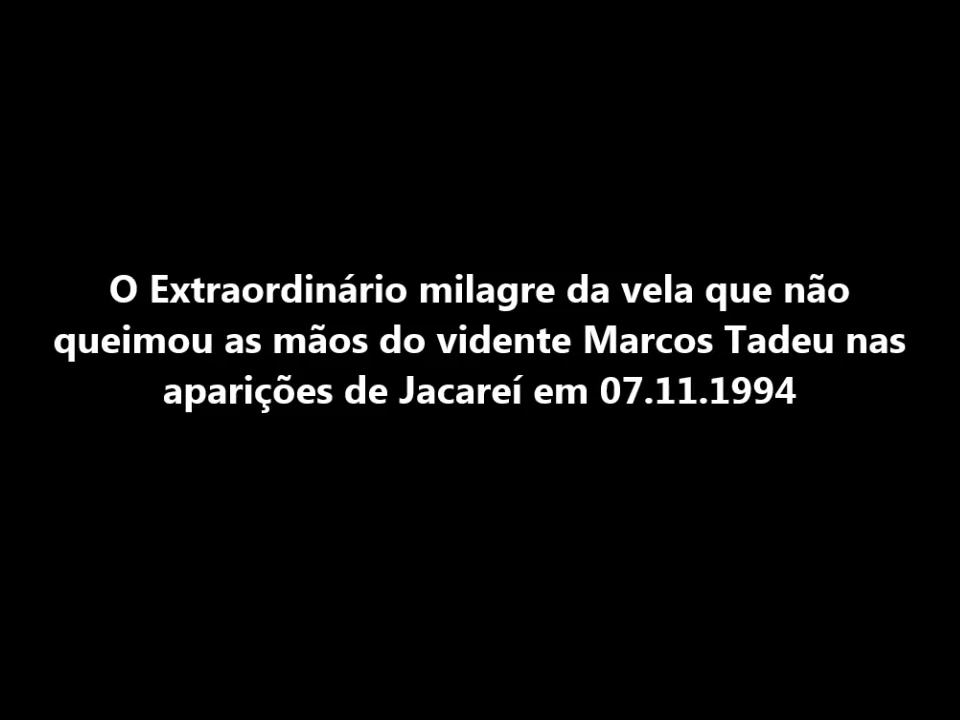 O Extraordinário milagre da vela que não
queimou as mãos do vidente Marcos Tadeu nas
aparições de Jacareí em 07.11.1994